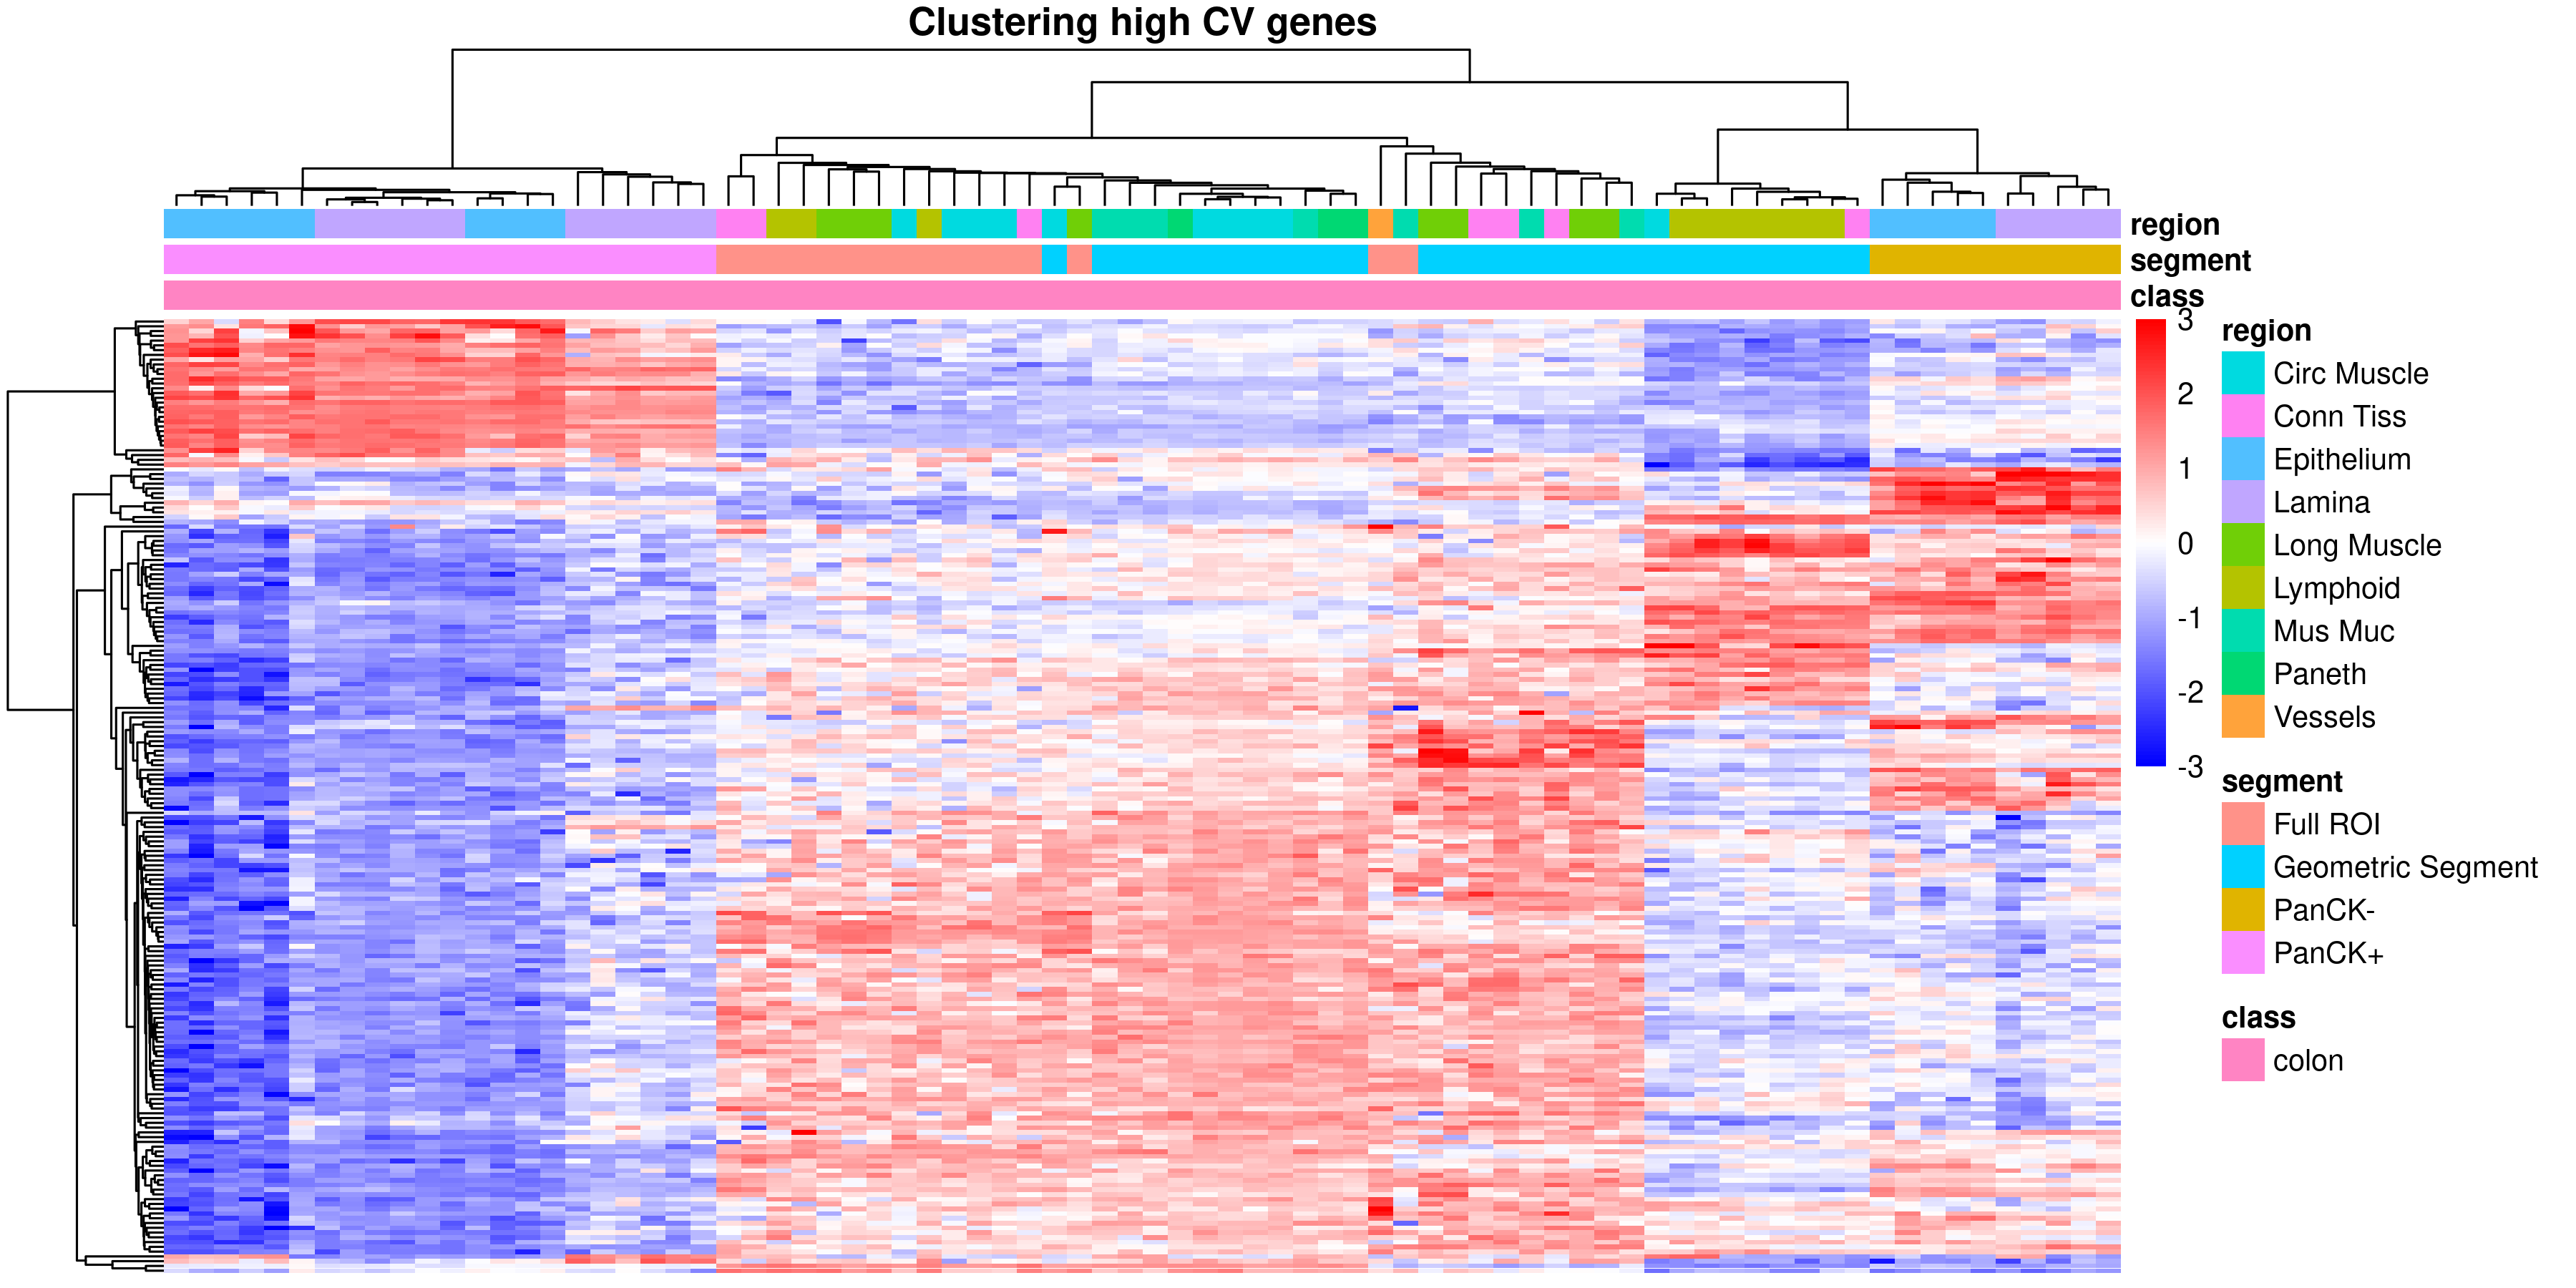 Clustering high CV genes
region
segment
class
3
2
1
0
-1
-2
-3
region
Circ Muscle
Conn Tiss
Epithelium
Lamina
Long Muscle
Lymphoid
Mus Muc
Paneth
Vessels
segment
Full ROI
Geometric Segment
PanCK-
PanCK+
class
colon